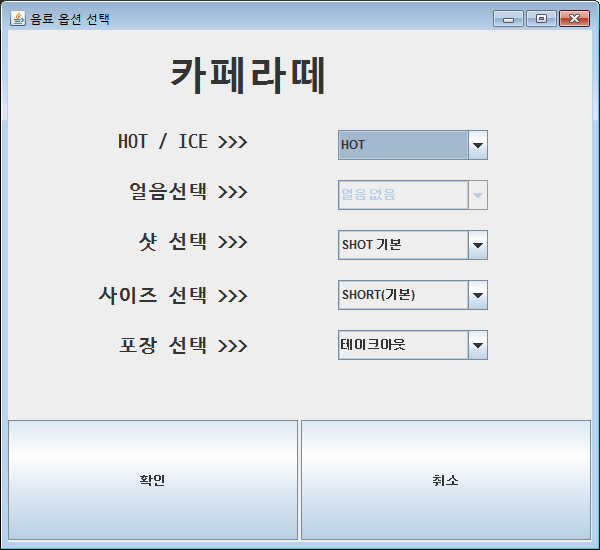 음료 옵션 선택
카페라떼
HOT / ICE >>> HOT
얼음선택 >>> 얼음없음
샷 선택 >>> SHOT 기본
사이즈 선택 >>> SHORT(기본)
포장 선택 >>> 테이크아웃
확인 취소